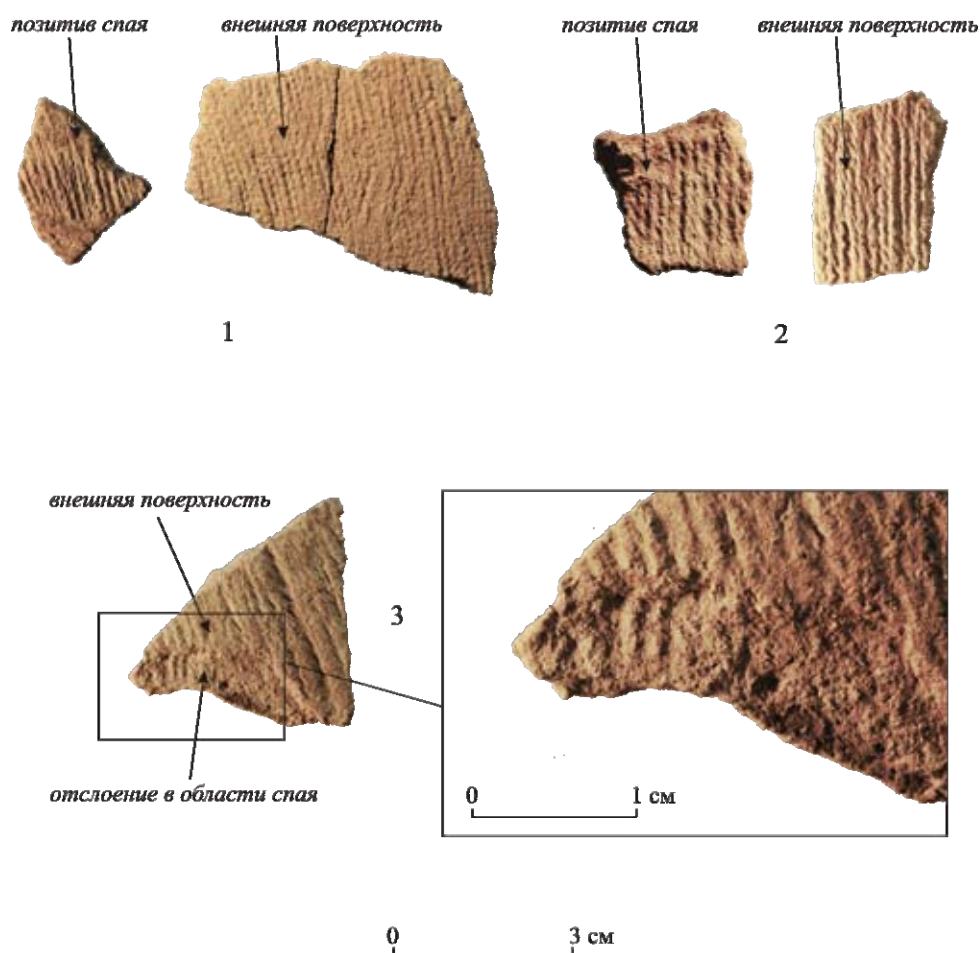 позитив спая
внешняя поверхность
позитив спая
внешняя поверхность
1
2
внешняя поверхность
3
отслоение в области спая
0 1 см
0 3 см